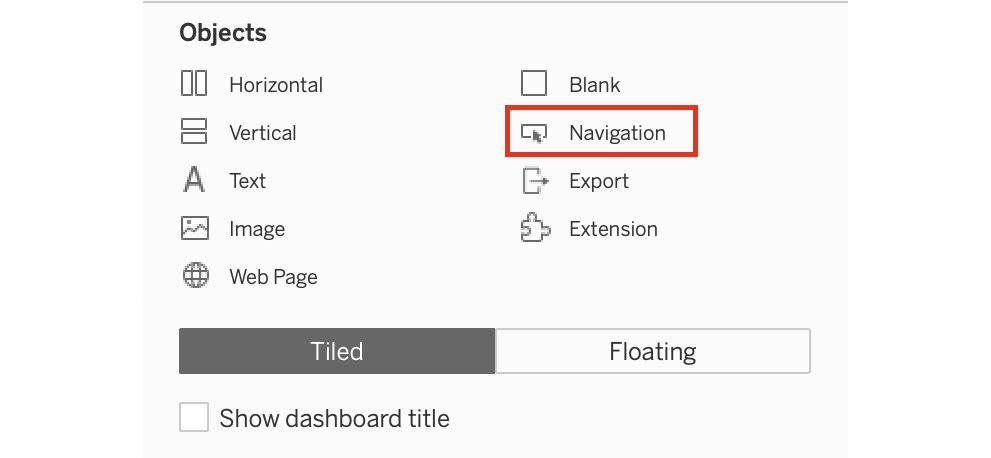 Objects
Horizontal
Blank
Vertical
Navigation
Text
Export
Image
Extension
Web Page
Tiled
Floating
Show dashboard title